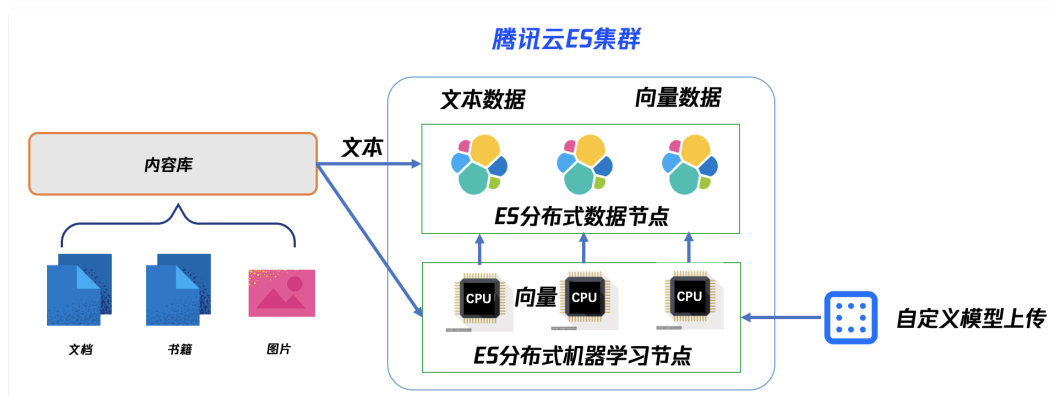 腾讯云ES集群
文本数据
向量数据
文本
内容库
ES分布式数据节点
CPU
向量
CPU
CPU
自定义模型上传
ES分布式机器学习节点
文档
书籍
图片